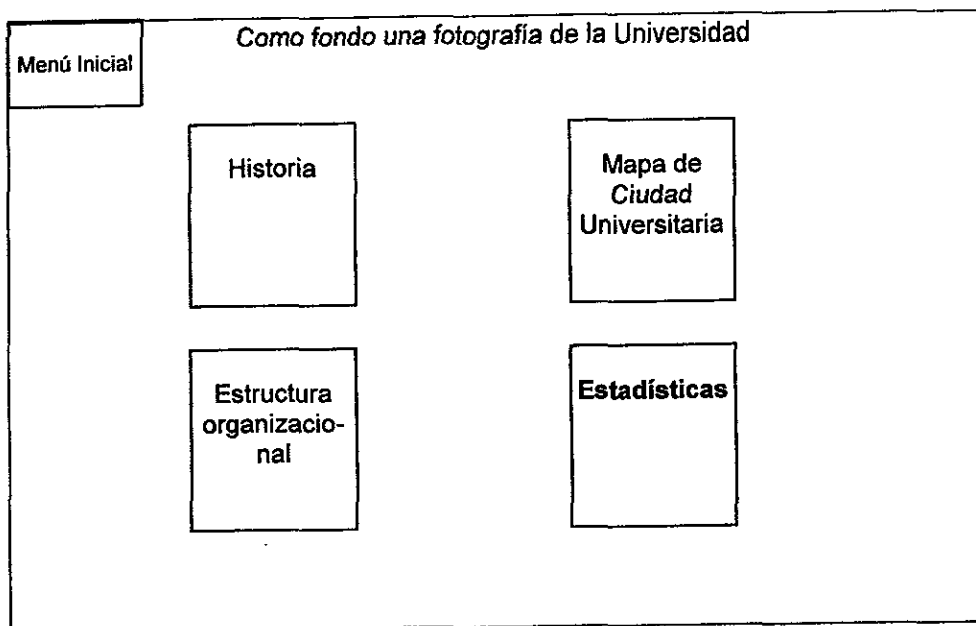 Como fondo una fotografía de la Universidad
Menú Inicial
Historia
Mapa de
Ciudad
Universitaria
Estructura
organizacio-
nal
Estadísticas